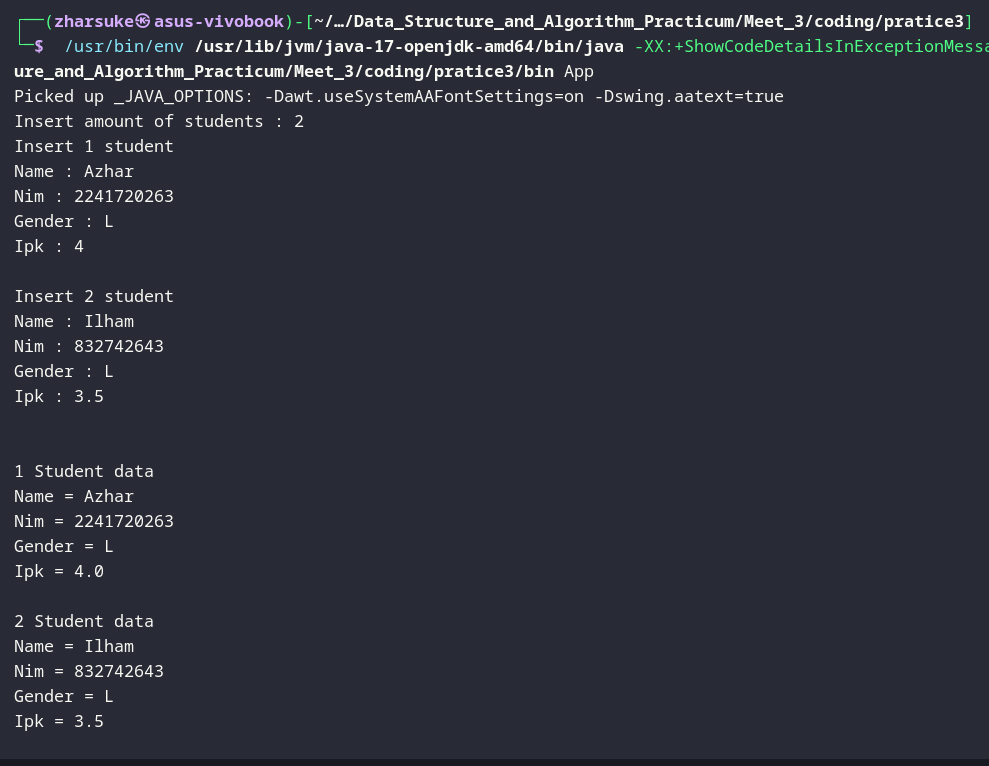 ┌──(zharsuke㉿asus-vivobook)-[~/…/Data_Structure_and_Algorithm_Practicum/Meet_3/coding/pratice3]
└─$  /usr/bin/env /usr/lib/jvm/java-17-openjdk-amd64/bin/java -XX:+ShowCodeDetailsInExceptionMessa
ure_and_Algorithm_Practicum/Meet_3/coding/pratice3/bin App
Picked up _JAVA_OPTIONS: -Dawt.useSystemAAFontSettings=on -Dswing.aatext=true
Insert amount of students : 2
Insert 1 student
Name : Azhar
Nim : 2241720263
Gender : L
Ipk : 4
Insert 2 student
Name : Ilham
Nim : 832742643
Gender : L
Ipk : 3.5
1 Student data
Name = Azhar
Nim = 2241720263
Gender = L
Ipk = 4.0
2 Student data
Name = Ilham
Nim = 832742643
Gender = L
Ipk = 3.5